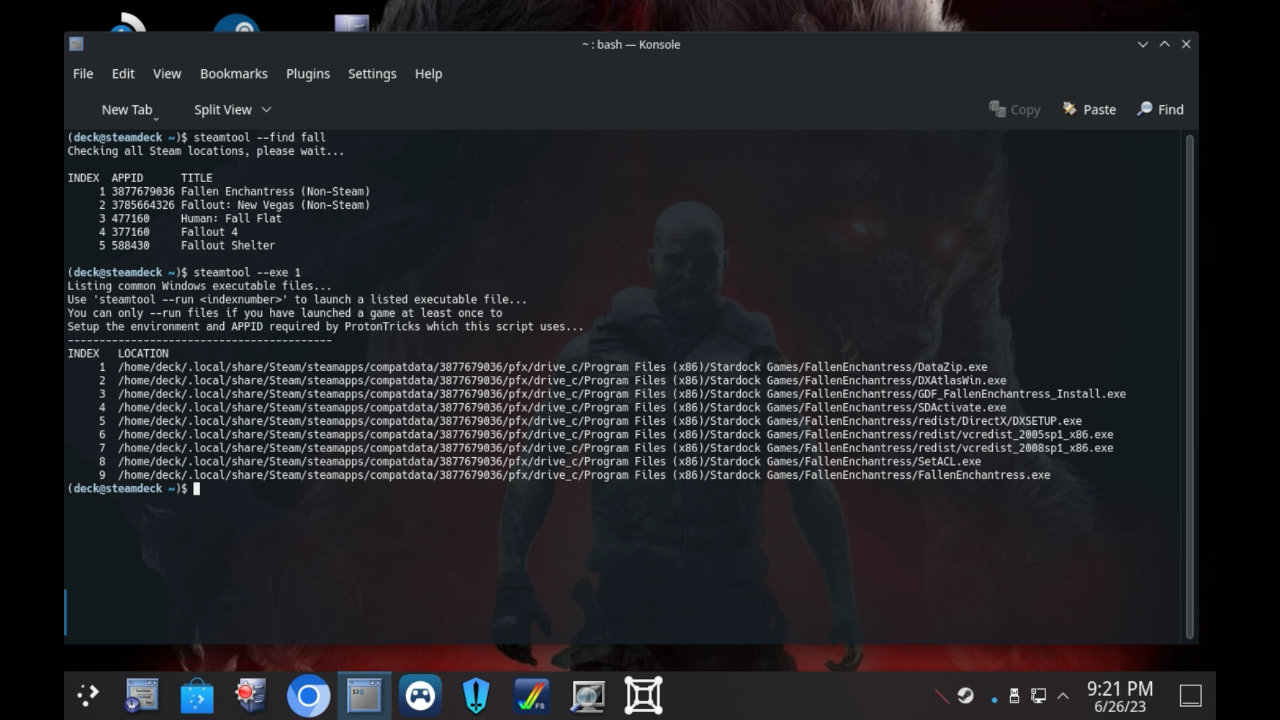 ~ : bash — Konsole
File Edit View Bookmarks Plugins Settings Help
New Tab Split View Copy Paste Find
(deck@steamdeck ~)$ steamtool --find fall
Checking all Steam locations, please wait...
INDEX APPID TITLE
1 3877679036 Fallen Enchantress (Non-Steam)
2 3785664326 Fallout: New Vegas (Non-Steam)
3 477160 Human: Fall Flat
4 377160 Fallout 4
5 588430 Fallout Shelter
(deck@steamdeck ~)$ steamtool --exe 1
Listing common Windows executable files...
Use 'steamtool --run <indexnumber>' to launch a listed executable file...
You can only --run files if you have launched a game at least once to
Setup the environment and APPID required by ProtonTricks which this script uses...
------------------------------------------
INDEX LOCATION
1 /home/deck/.local/share/Steam/steamapps/compatdata/3877679036/pfx/drive_c/Program Files (x86)/Stardock Games/FallenEnchantress/DataZip.exe
2 /home/deck/.local/share/Steam/steamapps/compatdata/3877679036/pfx/drive_c/Program Files (x86)/Stardock Games/FallenEnchantress/DXAtlasWin.exe
3 /home/deck/.local/share/Steam/steamapps/compatdata/3877679036/pfx/drive_c/Program Files (x86)/Stardock Games/FallenEnchantress/GDF_FallenEnchantress_Install.exe
4 /home/deck/.local/share/Steam/steamapps/compatdata/3877679036/pfx/drive_c/Program Files (x86)/Stardock Games/FallenEnchantress/SDActivate.exe
5 /home/deck/.local/share/Steam/steamapps/compatdata/3877679036/pfx/drive_c/Program Files (x86)/Stardock Games/FallenEnchantress/redist/DirectX/DXSETUP.exe
6 /home/deck/.local/share/Steam/steamapps/compatdata/3877679036/pfx/drive_c/Program Files (x86)/Stardock Games/FallenEnchantress/redist/vcredist_2005sp1_x86.exe
7 /home/deck/.local/share/Steam/steamapps/compatdata/3877679036/pfx/drive_c/Program Files (x86)/Stardock Games/FallenEnchantress/redist/vcredist_2008sp1_x86.exe
8 /home/deck/.local/share/Steam/steamapps/compatdata/3877679036/pfx/drive_c/Program Files (x86)/Stardock Games/FallenEnchantress/SetACL.exe
9 /home/deck/.local/share/Steam/steamapps/compatdata/3877679036/pfx/drive_c/Program Files (x86)/Stardock Games/FallenEnchantress/FallenEnchantress.exe
(deck@steamdeck ~)$
FS
9:21 PM
6/26/23